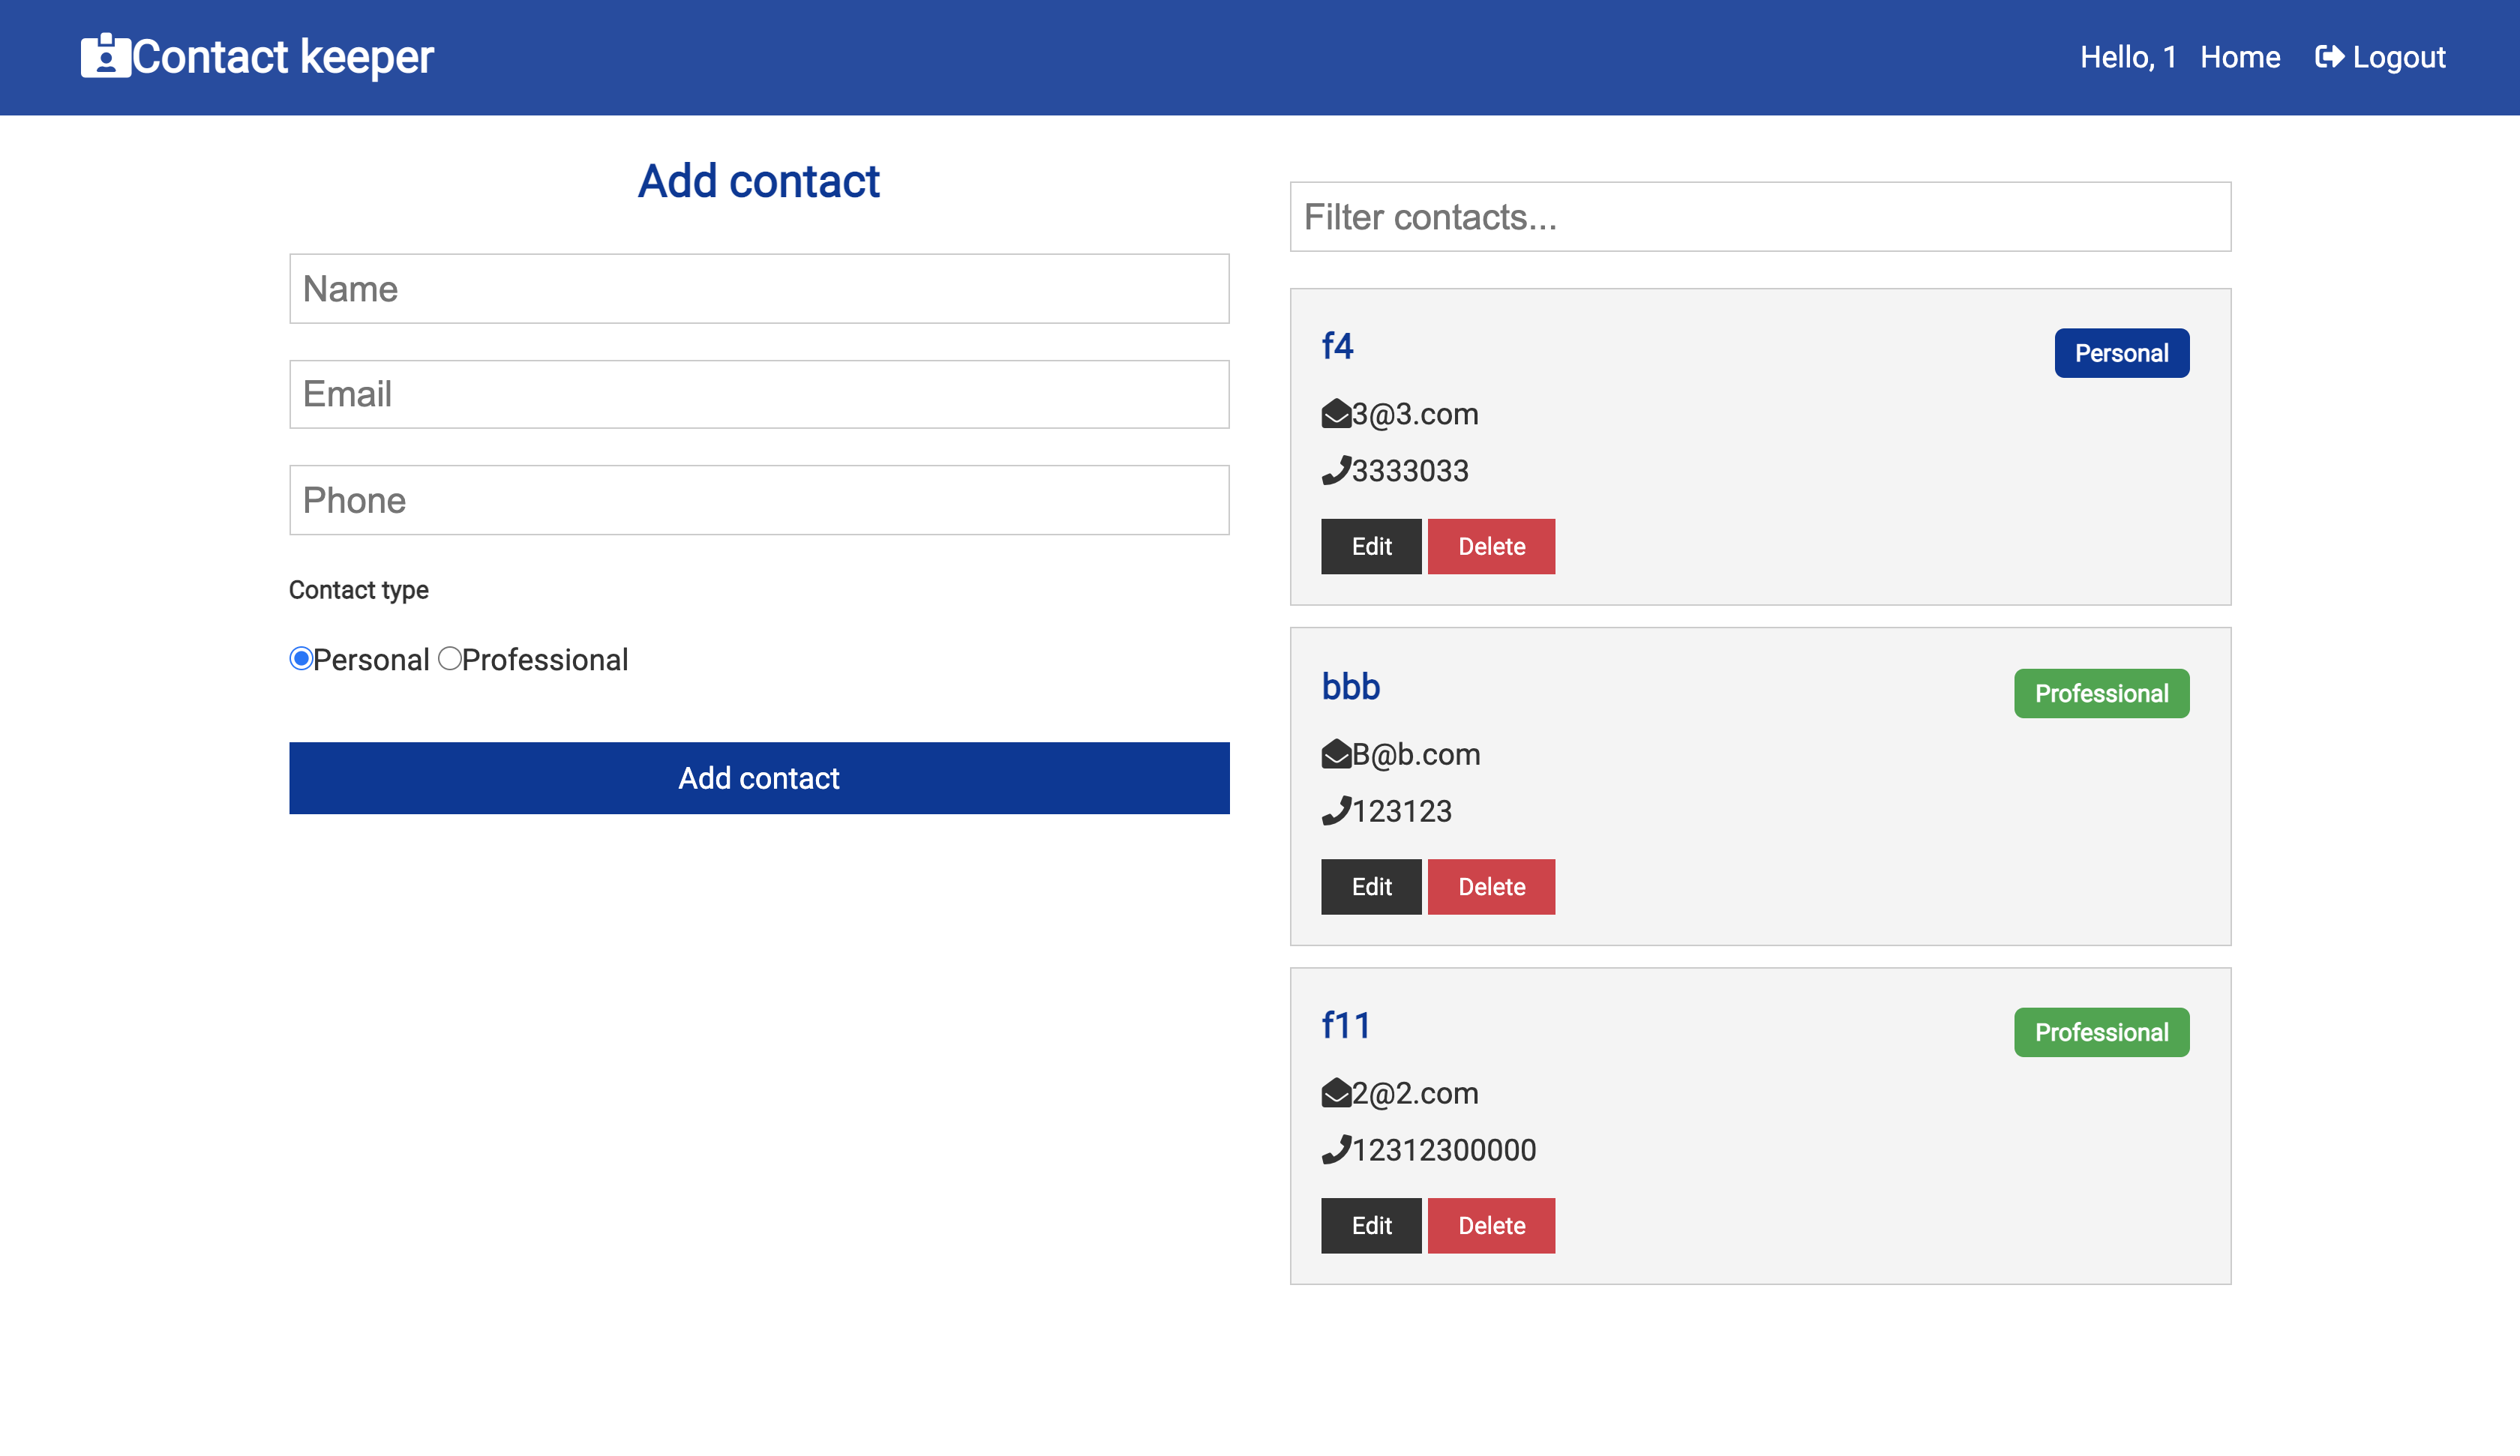 Contact keeper
Hello, 1 Home Logout
Add contact
Name
Email
Phone
Contact type
Personal Professional
Add contact
Filter contacts...
f4
Personal
3@3.com
3333033
Edit Delete
bbb
Professional
B@b.com
123123
Edit Delete
f11
Professional
2@2.com
12312300000
Edit Delete